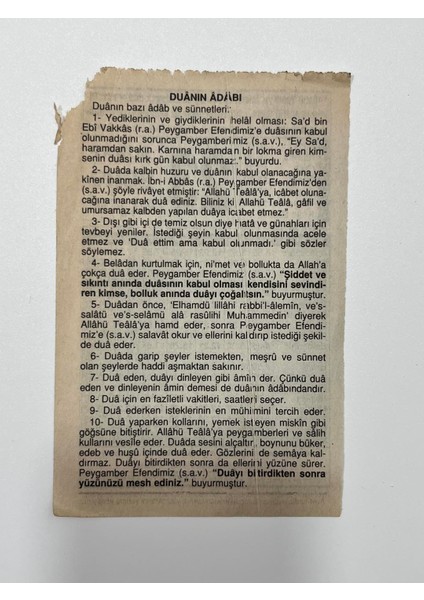 DUÂNIN ÂDÂBI
Duânın bazı âdâb ve sünnetleri:
1- Yediklerinin ve giydiklerinin helâl olması: Sa'd bin
Ebî Vakkâs (r.a.) Peygamber Efendimiz'e duâsının kabul
olunmadığını sorunca Peygamberimiz (s.a.v.), "Ey Sa'd,
haramdan sakın. Karnına haramdan bir lokma giren kim-
senin duâsı kırk gün kabul olunmaz." buyurdu.
2- Duâda kalbin huzuru ve duânın kabul olanacağına ya-
kînen inanmak. İbn-i Abbâs (r.a.) Peygamber Efendimiz'den
(s.a.v.) şöyle rivâyet etmiştir: "Allahü Teâlâ'ya, icâbet oluna-
cağına inanarak duâ ediniz. Biliniz ki Allahü Teâlâ, gâfil ve
umursamaz kalbden yapılan duâya icâbet etmez."
3- Dışı gibi içi de temiz olsun diye hatâ ve günahları için
tevbeyi yeniler. İstediği şeyin kabul olunmasında acele
etmez ve 'Duâ ettim ama kabul olunmadı.' gibi sözler
söylemez.
4- Belâdan kurtulmak için, ni'met ve bollukta da Allah'a
çokça duâ eder. Peygamber Efendimiz (s.a.v.) "Şiddet ve
sıkıntı anında duâsının kabul olması kendisini sevindi-
ren kimse, bolluk anında duâyı çoğaltsın." buyurmuştur.
5- Duâdan önce, 'Elhamdü lillâhi rabbi'l-âlemîn, ve's-
salâtü ve's-selâmü alâ rasûlihi Muhammedin' diyerek
Allâhü Teâlâ'ya hamd eder, sonra Peygamber Efendi-
miz'e (s.a.v.) salavât okur ve ellerini kaldırıp istediği şekil-
de duâ eder.
6- Duâda garip şeyler istemekten, meşrû ve sünnet
olan şeylerde haddi aşmaktan sakınır.
7- Duâ eden, duâyı dinleyen gibi âmîn der. Çünkü duâ
eden ve dinleyenin âmin demesi de duânın âdâbındandır.
8- Duâ için en fazîletli vakitleri, saatleri seçer.
9- Duâ ederken isteklerinin en mühimini tercih eder.
10- Duâ yaparken kollarını, yemek isteyen miskîn gibi
göğsüne bitiştirir. Allâhü Teâlâ'ya peygamberleri ve sâlih
kullarını vesîle eder. Duâda sesini alçaltır, boynunu büker,
edeb ve huşû içinde duâ eder. Gözlerini de semâya kal-
dırmaz. Duâyı bitirdikten sonra da ellerini yüzüne sürer.
Peygamber Efendimiz (s.a.v.) "Duâyı bitirdikten sonra
yüzünüzü mesh ediniz." buyurmuştur.